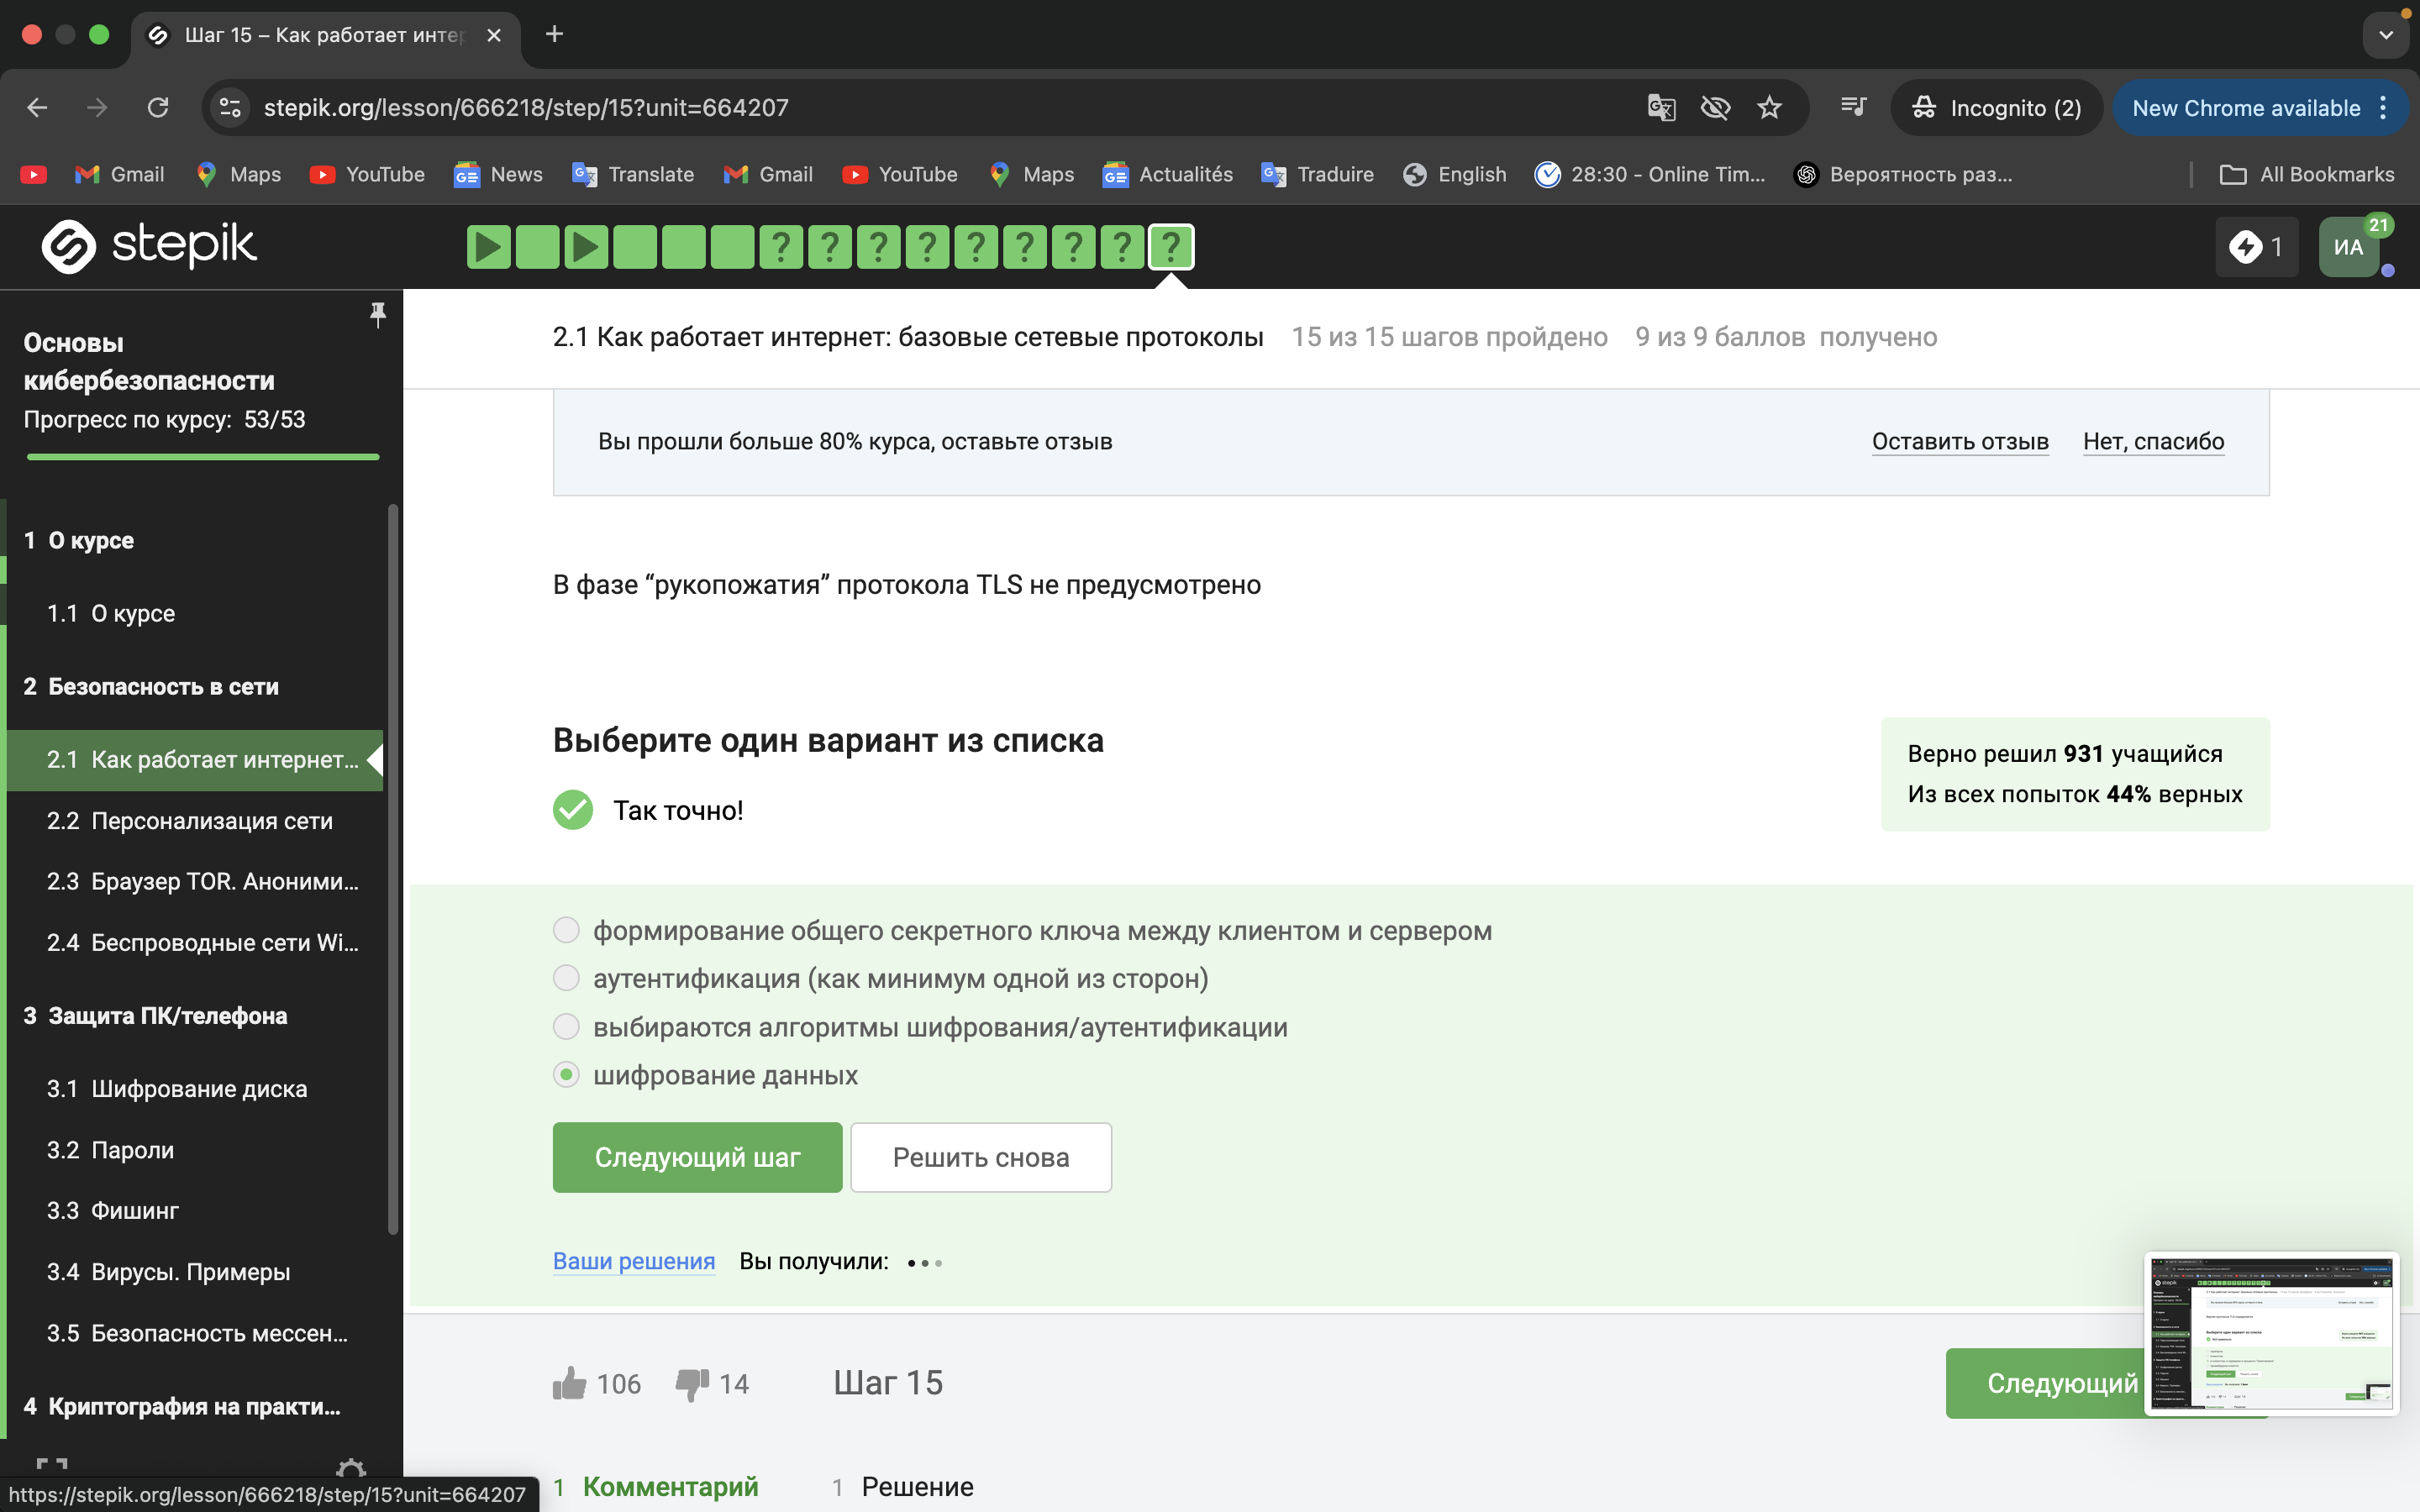 Шаг 15 – Как работает интер
stepik.org/lesson/666218/step/15?unit=664207
Incognito (2)
New Chrome available
Gmail
Maps
YouTube
News
Translate
Gmail
YouTube
Maps
Actualités
Traduire
English
28:30 - Online Tim...
Вероятность раз...
All Bookmarks
stepik
? ? ? ? ? ? ? ? ?
1
ИА
21
Основы
кибербезопасности
Прогресс по курсу: 53/53
1 О курсе
1.1 О курсе
2 Безопасность в сети
2.1 Как работает интернет...
2.2 Персонализация сети
2.3 Браузер TOR. Аноними...
2.4 Беспроводные сети Wi...
3 Защита ПК/телефона
3.1 Шифрование диска
3.2 Пароли
3.3 Фишинг
3.4 Вирусы. Примеры
3.5 Безопасность мессен...
4 Криптография на практи...
https://stepik.org/lesson/666218/step/15?unit=664207
2.1 Как работает интернет: базовые сетевые протоколы 15 из 15 шагов пройдено 9 из 9 баллов получено
Вы прошли больше 80% курса, оставьте отзыв
Оставить отзыв
Нет, спасибо
В фазе “рукопожатия” протокола TLS не предусмотрено
Выберите один вариант из списка
Так точно!
Верно решил 931 учащийся
Из всех попыток 44% верных
формирование общего секретного ключа между клиентом и сервером
аутентификация (как минимум одной из сторон)
выбираются алгоритмы шифрования/аутентификации
шифрование данных
Следующий шаг
Решить снова
Ваши решения Вы получили:
106
14
Шаг 15
Следующий
1 Комментарий
1 Решение